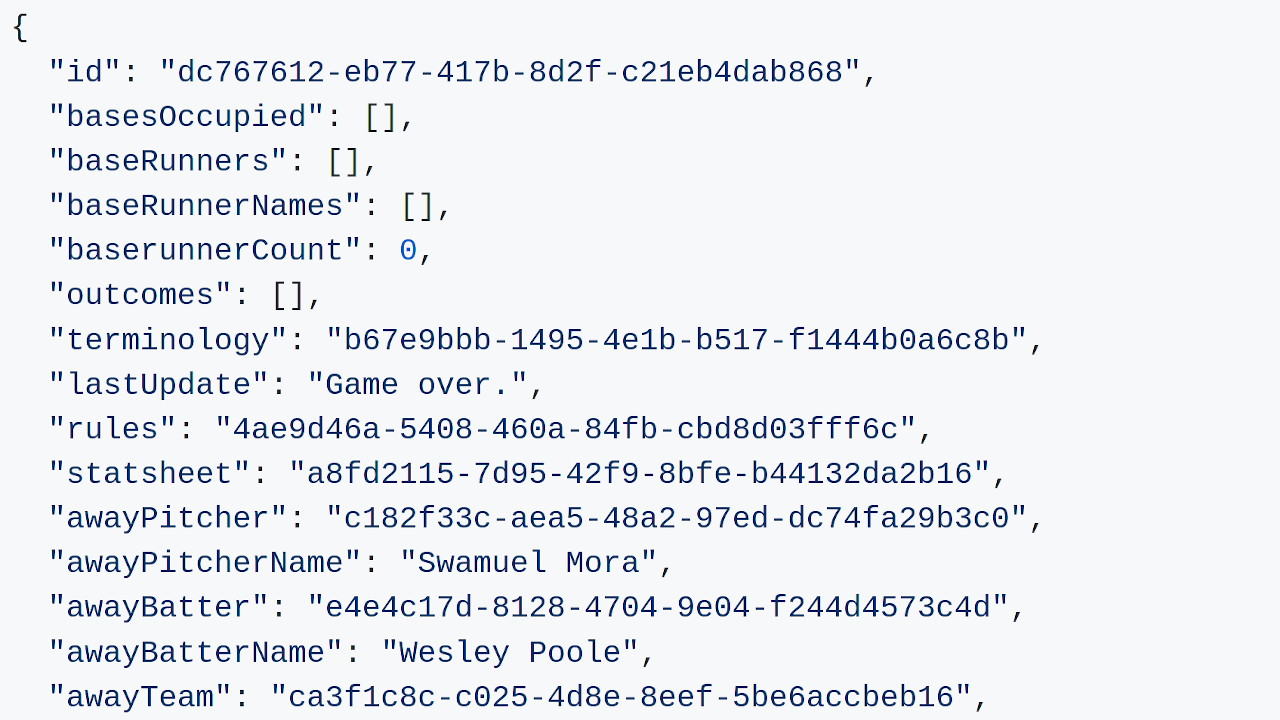 {
  "id": "dc767612-eb77-417b-8d2f-c21eb4dab868",
  "basesOccupied": [],
  "baseRunners": [],
  "baseRunnerNames": [],
  "baserunnerCount": 0,
  "outcomes": [],
  "terminology": "b67e9bbb-1495-4e1b-b517-f1444b0a6c8b",
  "lastUpdate": "Game over.",
  "rules": "4ae9d46a-5408-460a-84fb-cbd8d03fff6c",
  "statsheet": "a8fd2115-7d95-42f9-8bfe-b44132da2b16",
  "awayPitcher": "c182f33c-aea5-48a2-97ed-dc74fa29b3c0",
  "awayPitcherName": "Swamuel Mora",
  "awayBatter": "e4e4c17d-8128-4704-9e04-f244d4573c4d",
  "awayBatterName": "Wesley Poole",
  "awayTeam": "ca3f1c8c-c025-4d8e-8eef-5be6accbeb16",